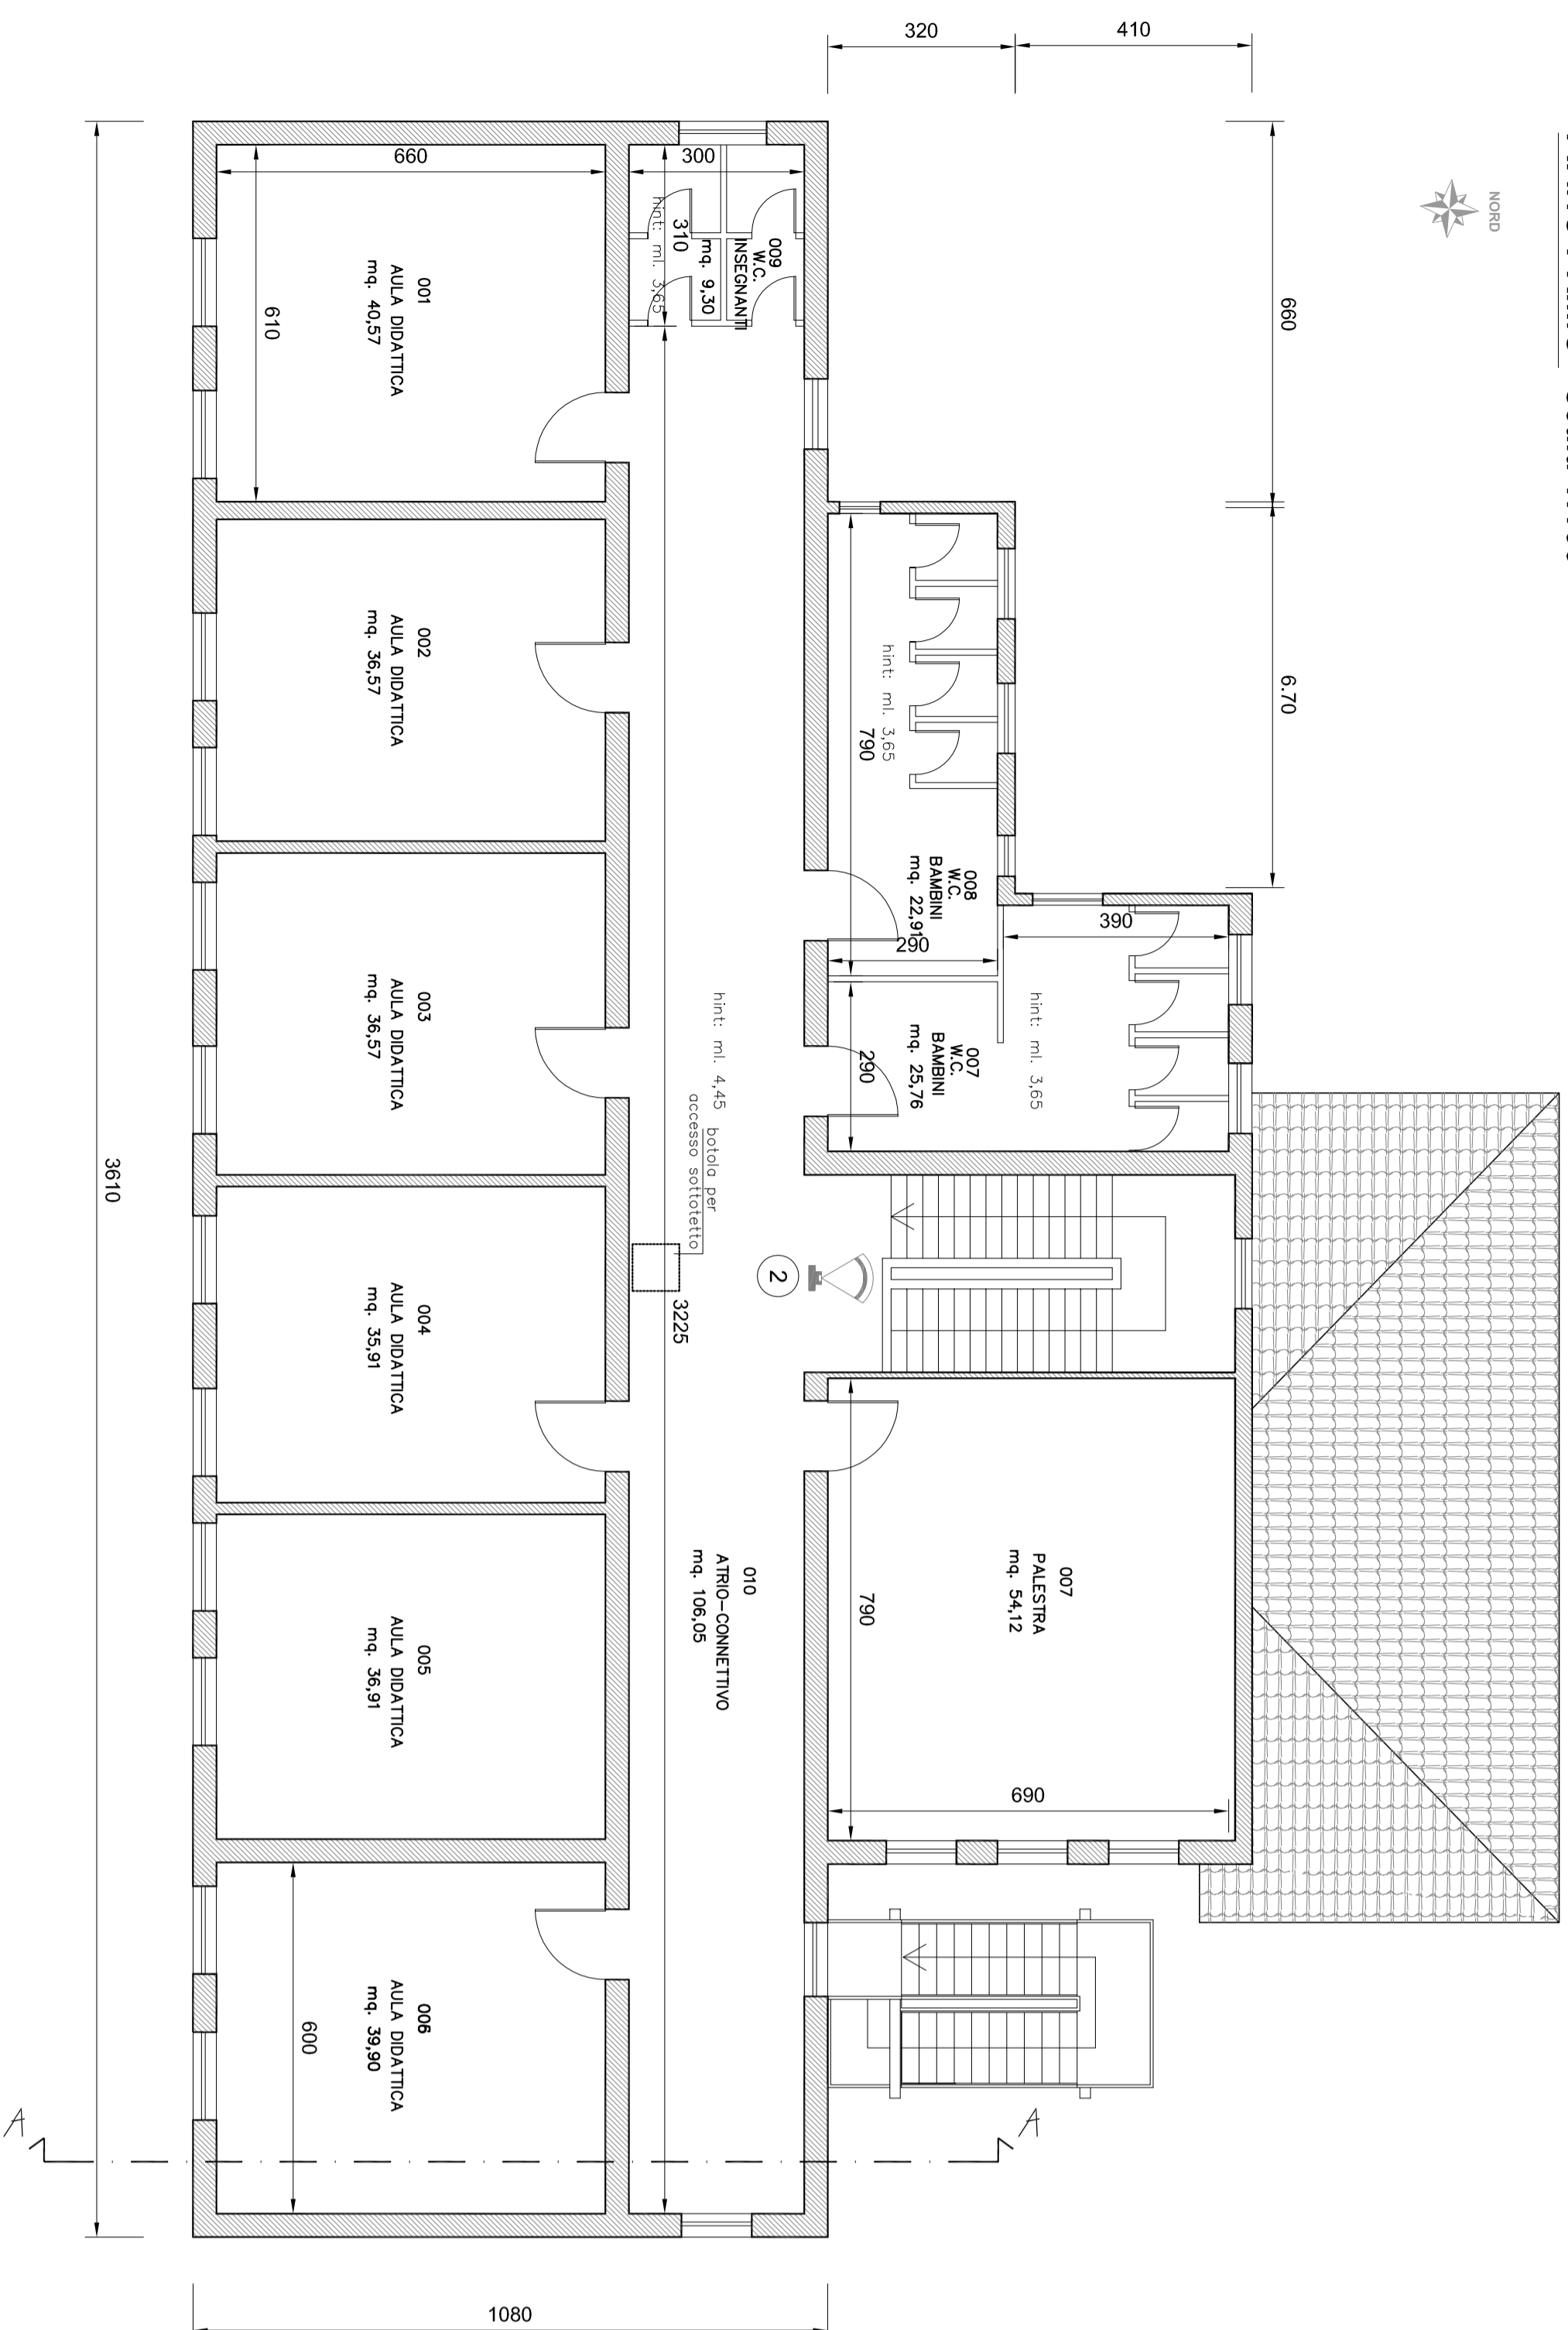 320
410
660
6.70
NORD
660
300
009
W.C.
INSEGNANTI
mq. 9,30
310
hint: ml. 3,65
001
AULA DIDATTICA
mq. 40,57
610
002
AULA DIDATTICA
mq. 36,57
003
AULA DIDATTICA
mq. 36,57
004
AULA DIDATTICA
mq. 35,91
005
AULA DIDATTICA
mq. 36,91
006
AULA DIDATTICA
mq. 39,90
600
hint: ml. 3,65
790
008
W.C.
BAMBINI
mq. 22,91
290
390
hint: ml. 3,65
007
W.C.
BAMBINI
mq. 25,76
290
hint: ml. 4,45
botola per
accesso sottotetto
3225
2
007
PALESTRA
mq. 54,12
790
690
010
ATRIO-CONNETTIVO
mq. 106,05
3610
A
A
1080